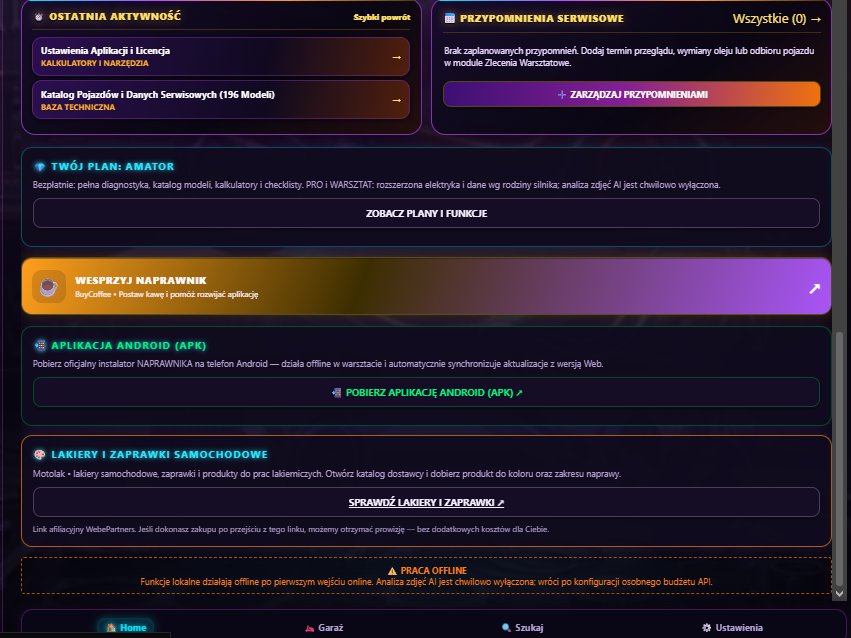 OSTATNIA AKTYWNOŚĆ
Szybki powrót
Ustawienia Aplikacji i Licencja
KALKULATORY I NARZĘDZIA
→
Katalog Pojazdów i Danych Serwisowych (196 Modeli)
BAZA TECHNICZNA
→
PRZYPOMNIENIA SERWISOWE
Wszystkie (0) →
Brak zaplanowanych przypomnień. Dodaj termin przeglądu, wymiany oleju lub odbioru pojazdu
w module Zlecenia Warsztatowe.
➕ ZARZĄDZAJ PRZYPOMNIENIAMI
TWÓJ PLAN: AMATOR
Bezpłatnie: pełna diagnostyka, katalog modeli, kalkulatory i checklisty. PRO i WARSZTAT: rozszerzona elektryka i dane wg rodziny silnika; analiza zdjęć AI jest chwilowo wyłączona.
ZOBACZ PLANY I FUNKCJE
WESPRZYJ NAPRAWNIK
BuyCoffee • Postaw kawę i pomóż rozwijać aplikację
↗
APLIKACJA ANDROID (APK)
Pobierz oficjalny instalator NAPRAWNIKA na telefon Android — działa offline w warsztacie i automatycznie synchronizuje aktualizacje z wersją Web.
POBIERZ APLIKACJĘ ANDROID (APK) ↗
LAKIERY I ZAPRAWKI SAMOCHODOWE
Motolak • lakiery samochodowe, zaprawki i produkty do prac lakierniczych. Otwórz katalog dostawcy i dobierz produkt do koloru oraz zakresu naprawy.
SPRAWDŹ LAKIERY I ZAPRAWKI ↗
Link afiliacyjny WebePartners. Jeśli dokonasz zakupu po przejściu z tego linku, możemy otrzymać prowizję — bez dodatkowych kosztów dla Ciebie.
⚠ PRACA OFFLINE
Funkcje lokalne działają offline po pierwszym wejściu online. Analiza zdjęć AI jest chwilowo wyłączona; wróci po konfiguracji osobnego budżetu API.
Home
Garaż
Szukaj
Ustawienia